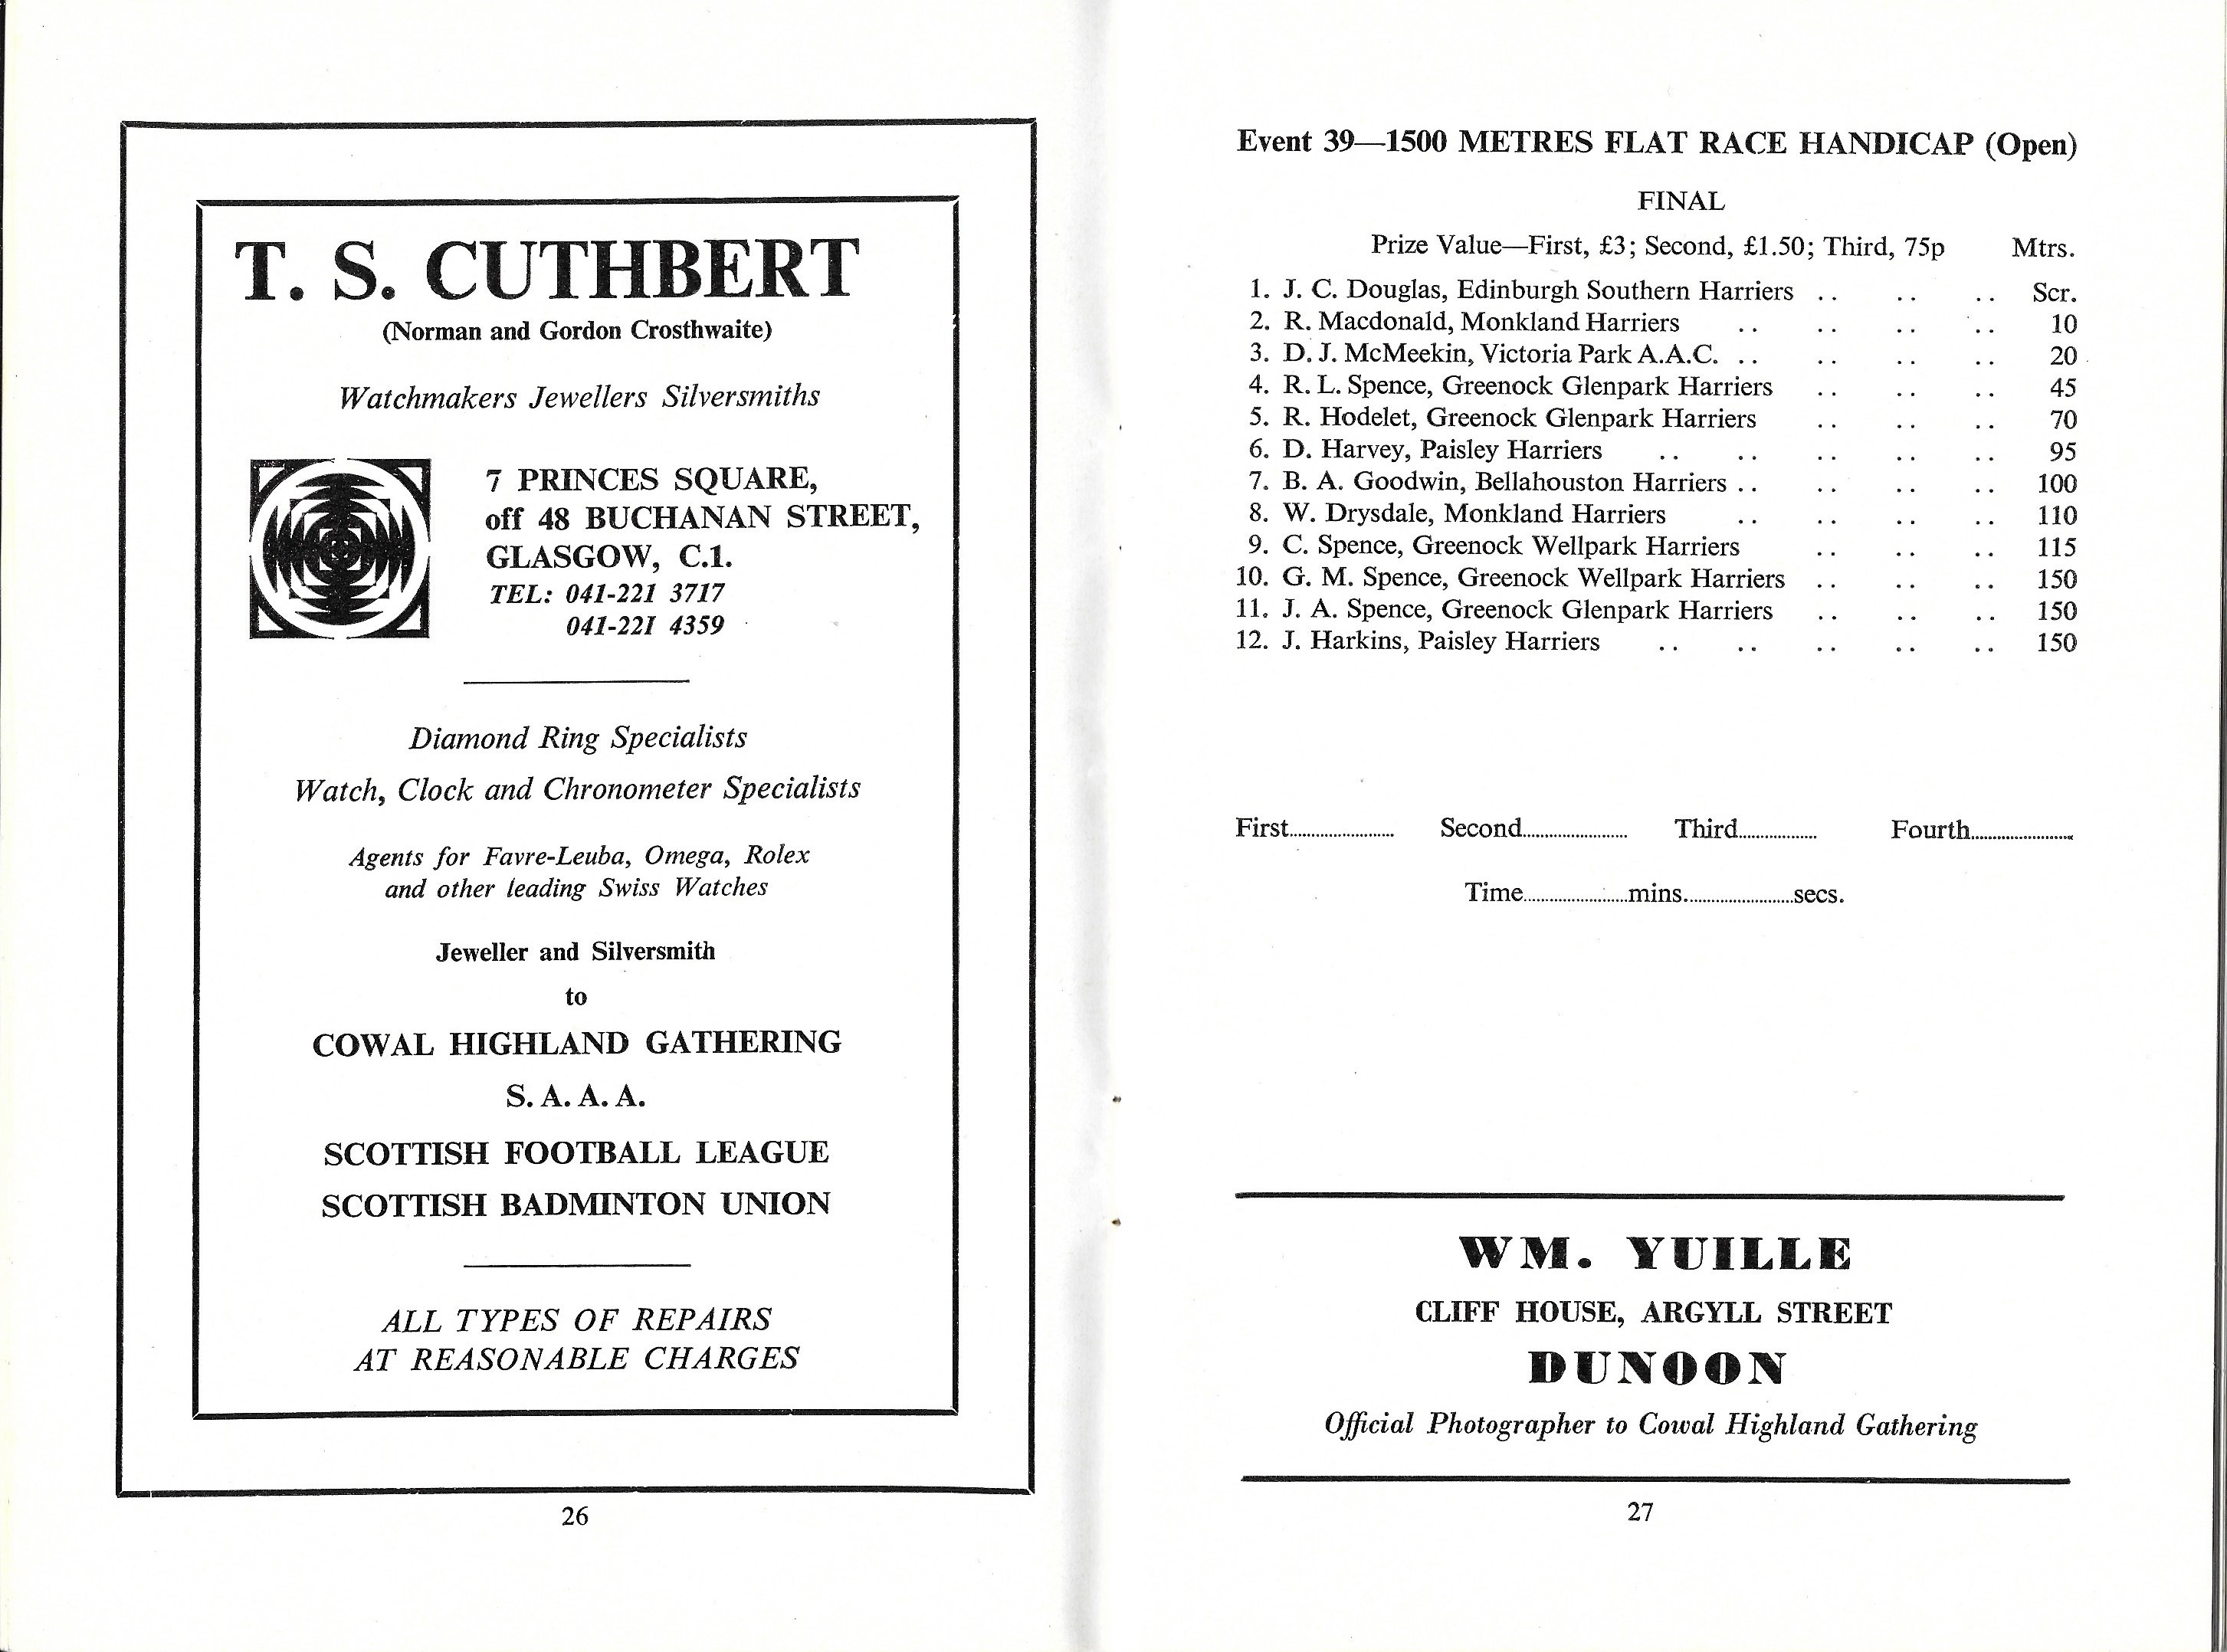 T. S. CUTHBERT
(Norman and Gordon Crosthwaite)
Watchmakers Jewellers Silversmiths
7 PRINCES SQUARE,
off 48 BUCHANAN STREET,
GLASGOW, C.1.
TEL: 041-221 3717
041-221 4359
Diamond Ring Specialists
Watch, Clock and Chronometer Specialists
Agents for Favre-Leuba, Omega, Rolex
and other leading Swiss Watches
Jeweller and Silversmith
to
COWAL HIGHLAND GATHERING
S. A. A. A.
SCOTTISH FOOTBALL LEAGUE
SCOTTISH BADMINTON UNION
ALL TYPES OF REPAIRS
AT REASONABLE CHARGES
26
Event 39—1500 METRES FLAT RACE HANDICAP (Open)
FINAL
Prize Value—First, £3; Second, £1.50; Third, 75p Mtrs.
1. J. C. Douglas, Edinburgh Southern Harriers .. .. .. Scr.
2. R. Macdonald, Monkland Harriers .. .. .. .. 10
3. D. J. McMeekin, Victoria Park A.A.C. .. .. .. .. 20
4. R. L. Spence, Greenock Glenpark Harriers .. .. .. 45
5. R. Hodelet, Greenock Glenpark Harriers .. .. .. 70
6. D. Harvey, Paisley Harriers .. .. .. .. .. 95
7. B. A. Goodwin, Bellahouston Harriers .. .. .. .. 100
8. W. Drysdale, Monkland Harriers .. .. .. .. 110
9. C. Spence, Greenock Wellpark Harriers .. .. .. 115
10. G. M. Spence, Greenock Wellpark Harriers .. .. .. 150
11. J. A. Spence, Greenock Glenpark Harriers .. .. .. 150
12. J. Harkins, Paisley Harriers .. .. .. .. .. 150
First........................ Second........................ Third.................. Fourth........................
Time........................mins.........................secs.
WM. YUILLE
CLIFF HOUSE, ARGYLL STREET
DUNOON
Official Photographer to Cowal Highland Gathering
27